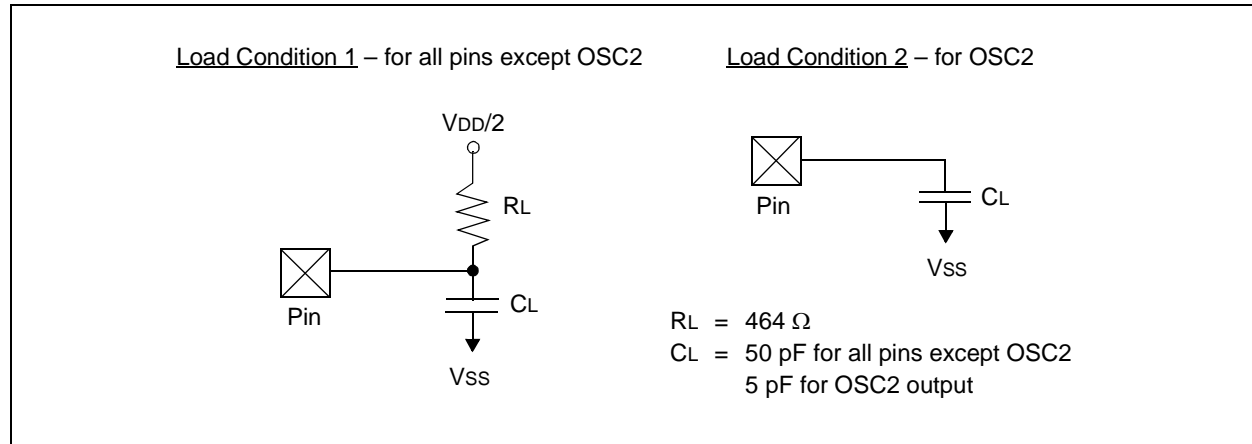 Load Condition 1 – for all pins except OSC2
VDD/2
RL
Pin
CL
VSS
Load Condition 2 – for OSC2
Pin
CL
VSS
RL = 464 Ω
CL = 50 pF for all pins except OSC2
5 pF for OSC2 output